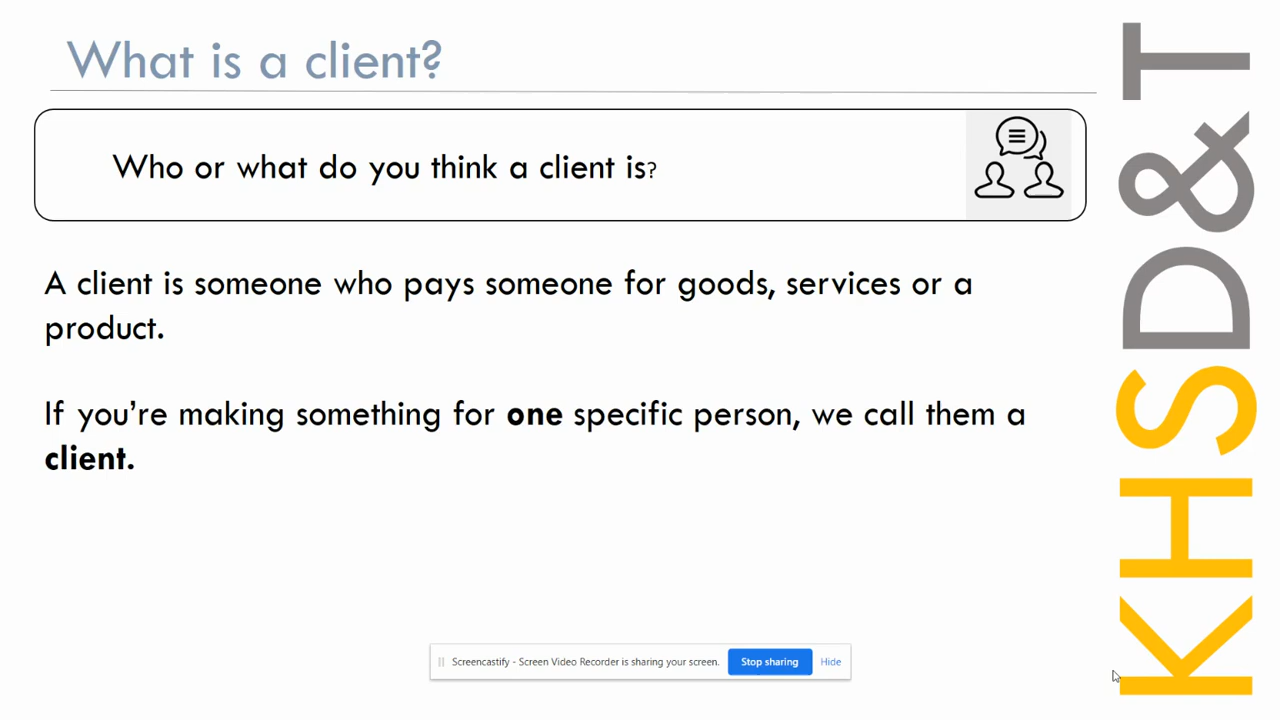 What is a client?
Who or what do you think a client is?
A client is someone who pays someone for goods, services or a
product.
If you're making something for one specific person, we call them a
client.
Screencastify - Screen Video Recorder is sharing your screen.
Stop sharing
Hide
KHSD&T